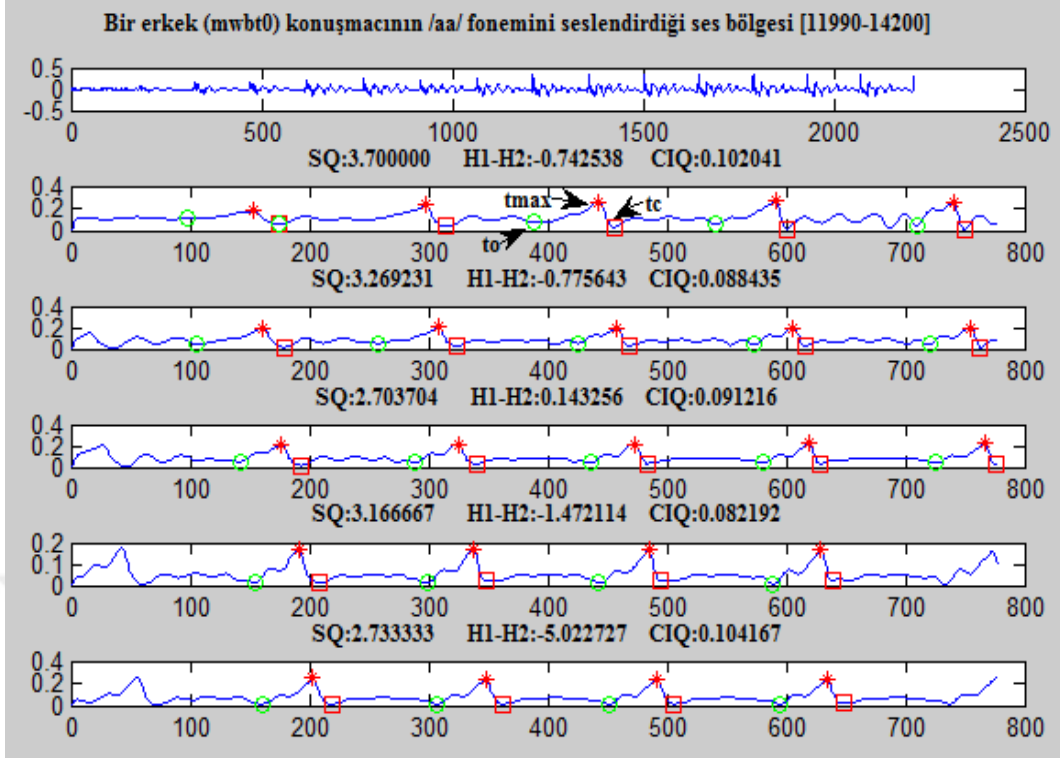 Bir erkek (mwbt0) konuşmacının /aa/ fonemini seslendirdiği ses bölgesi [11990-14200]
0.5
0
-0.5
0 500 1000 1500 2000 2500
SQ:3.700000 H1-H2:-0.742538 CIQ:0.102041
0.4
0.2
0
tmax tc
to
0 100 200 300 400 500 600 700 800
SQ:3.269231 H1-H2:-0.775643 CIQ:0.088435
0.4
0.2
0
0 100 200 300 400 500 600 700 800
SQ:2.703704 H1-H2:0.143256 CIQ:0.091216
0.4
0.2
0
0 100 200 300 400 500 600 700 800
SQ:3.166667 H1-H2:-1.472114 CIQ:0.082192
0.2
0.1
0
0 100 200 300 400 500 600 700 800
SQ:2.733333 H1-H2:-5.022727 CIQ:0.104167
0.4
0.2
0
0 100 200 300 400 500 600 700 800